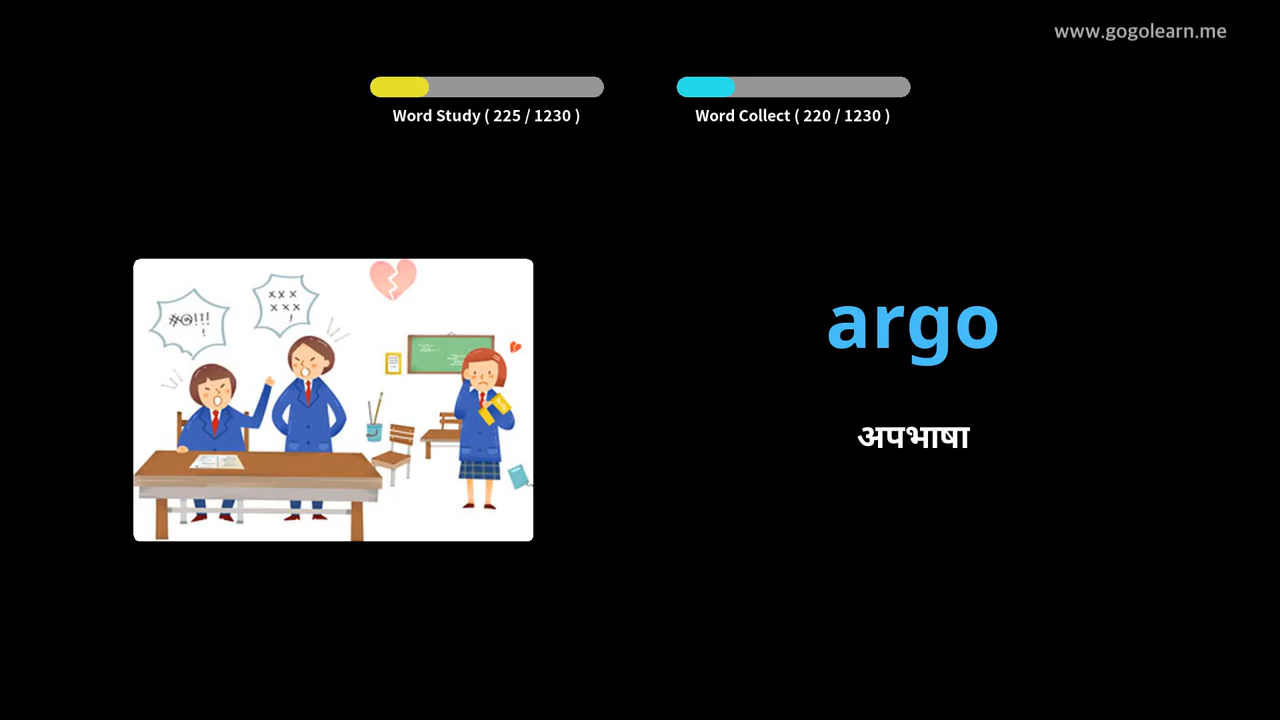 www.gogolearn.me
Word Study ( 225 / 1230 )
Word Collect ( 220 / 1230 )
#@!!!
!
x x x
x x x
!
argo
अपभाषा